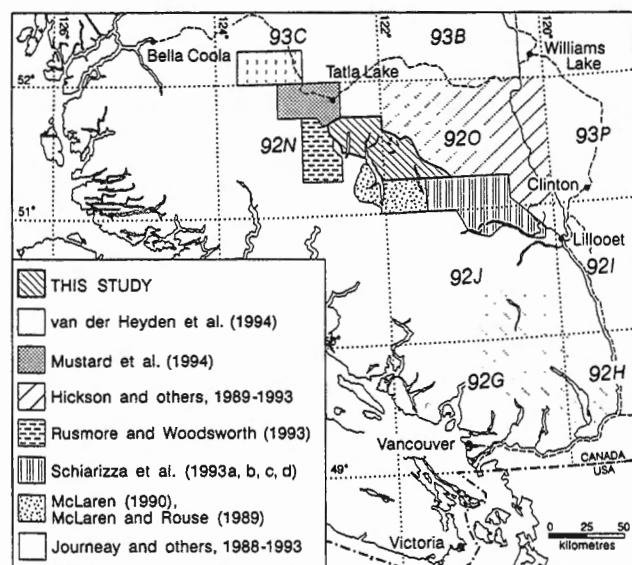 126°
124°
93C
122°
93B
120°
Bella Coola
Williams
Lake
52°
Tatla Lake
92O
93P
92N
Clinton
51°
Lillooet
92I
92J
THIS STUDY
van der Heyden et al. (1994)
Mustard et al. (1994)
Hickson and others, 1989-1993
Rusmore and Woodsworth (1993)
Schiarizza et al. (1993a, b, c, d)
McLaren (1990),
McLaren and Rouse (1989)
Journeay and others, 1988-1993
92G
92H
Vancouver
CANADA
USA
49°
Victoria
0 25 50
kilometres